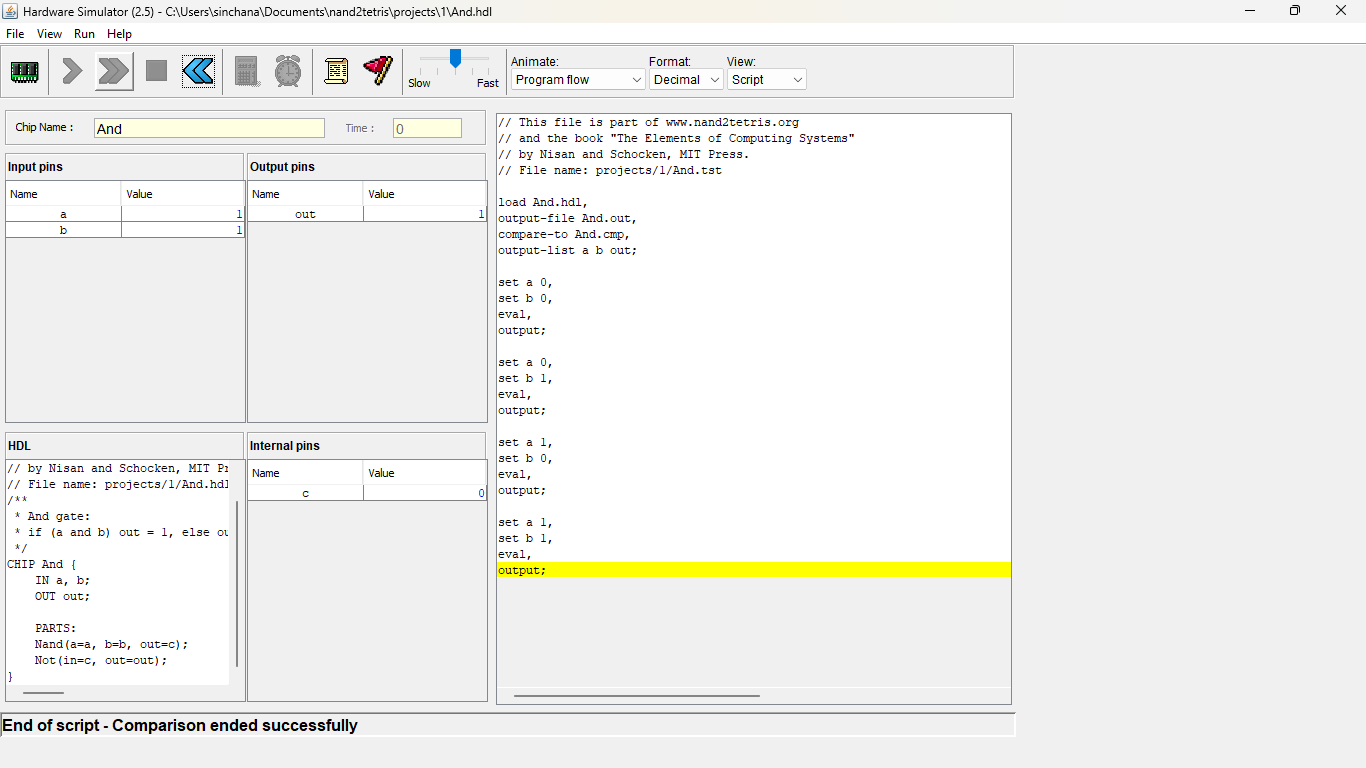 Hardware Simulator (2.5) - C:\Users\sinchana\Documents\nand2tetris\projects\1\And.hdl
File View Run Help
Slow Fast
Animate: Format: View:
Program flow Decimal Script
Chip Name : And Time : 0
Input pins
Name Value
a 1
b 1
Output pins
Name Value
out 1
HDL
// by Nisan and Schocken, MIT Pr
// File name: projects/1/And.hdl
/**
* And gate:
* if (a and b) out = 1, else ou
*/
CHIP And {
IN a, b;
OUT out;
PARTS:
Nand(a=a, b=b, out=c);
Not(in=c, out=out);
}
Internal pins
Name Value
c 0
// This file is part of www.nand2tetris.org
// and the book "The Elements of Computing Systems"
// by Nisan and Schocken, MIT Press.
// File name: projects/1/And.tst
load And.hdl,
output-file And.out,
compare-to And.cmp,
output-list a b out;
set a 0,
set b 0,
eval,
output;
set a 0,
set b 1,
eval,
output;
set a 1,
set b 0,
eval,
output;
set a 1,
set b 1,
eval,
output;
End of script - Comparison ended successfully